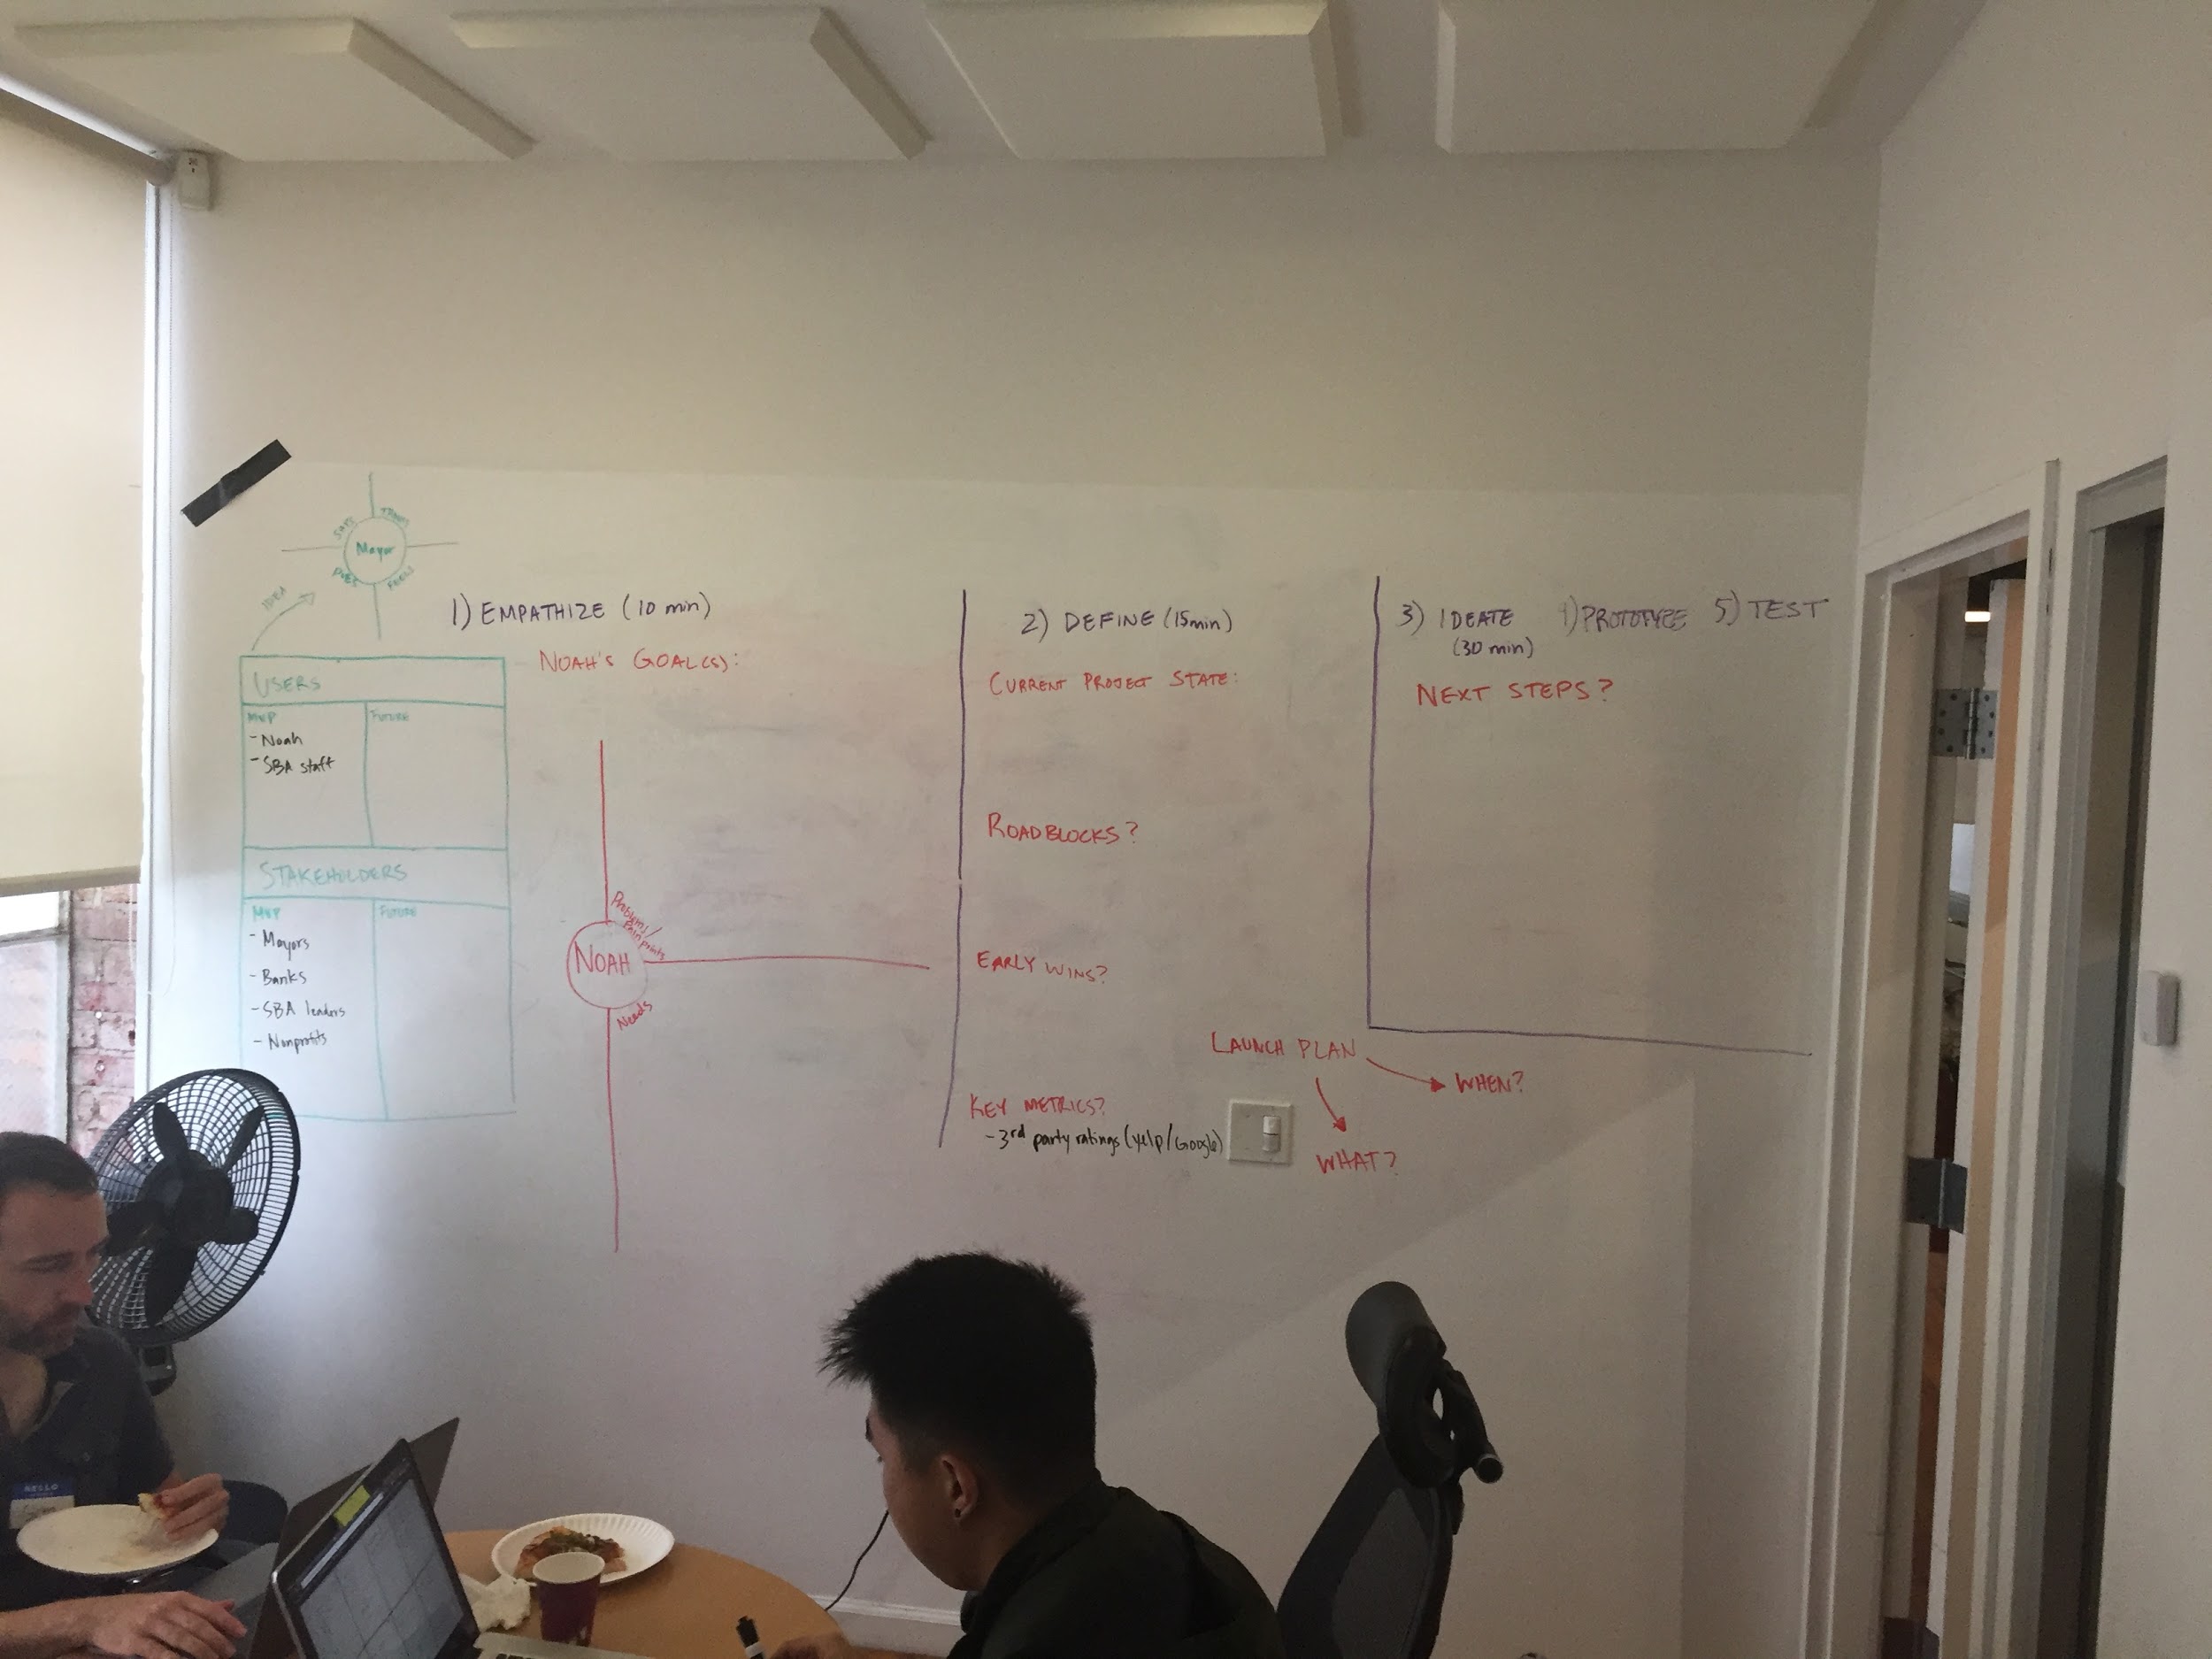 SAYS
THINKS
Mayor
DOES
FEELS
IDEA
USERS
MVP
FUTURE
- Noah
- SBA staff
STAKEHOLDERS
MVP
FUTURE
- Mayors
- Banks
- SBA leaders
- Nonprofits
1) EMPATHIZE (10 min)
NOAH'S GOAL(S):
Problems/
Pain points
NOAH
Needs
2) DEFINE (15min)
CURRENT PROJECT STATE:
ROADBLOCKS?
EARLY WINS?
KEY METRICS?
- 3rd party ratings (yelp/Google)
3) IDEATE
(30 min)
4) PROTOTYPE
5) TEST
NEXT STEPS?
LAUNCH PLAN
WHEN?
WHAT?
HELLO